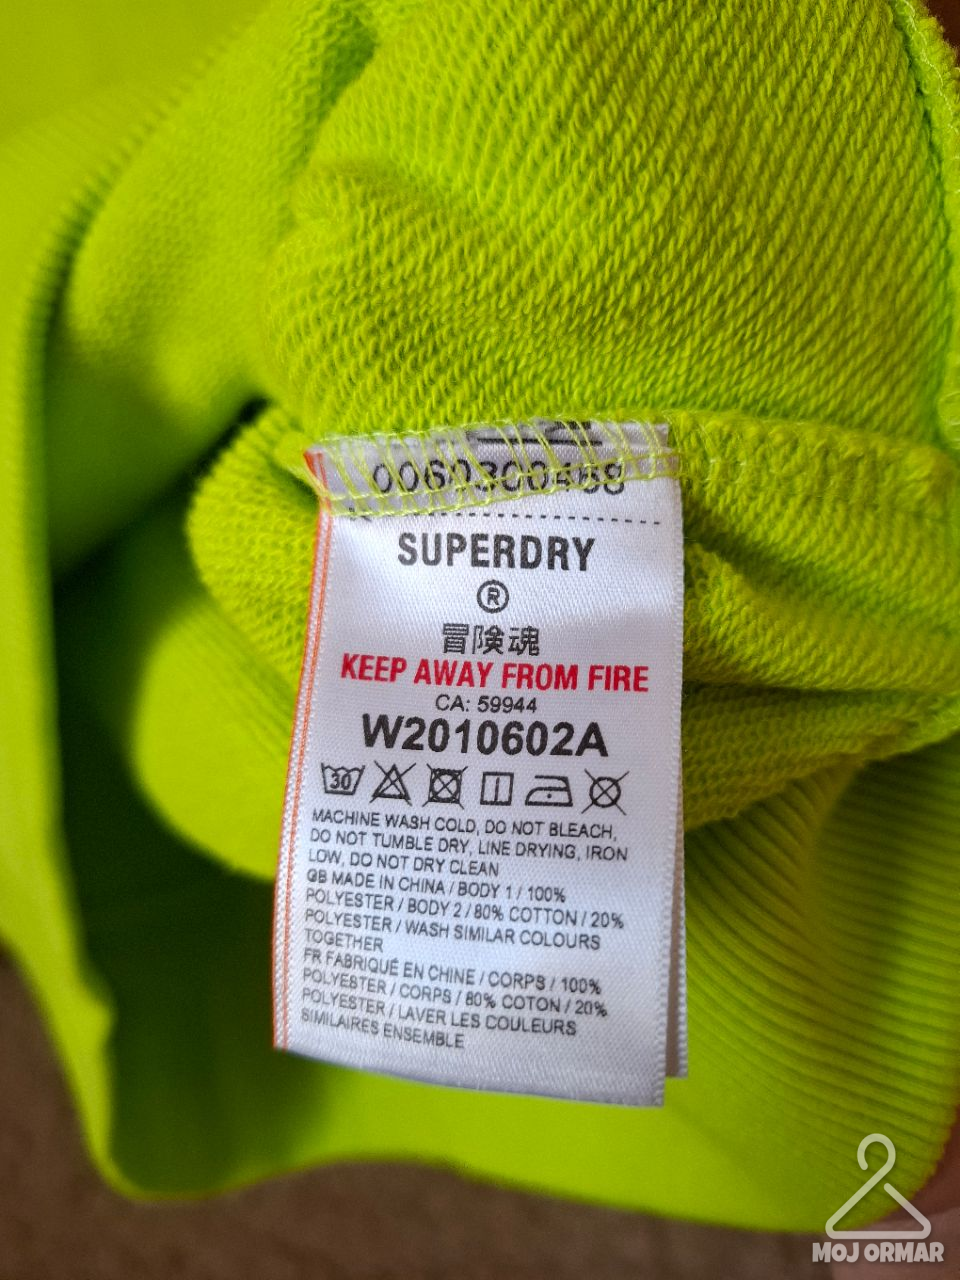 0060300468
SUPERDRY
®
冒険魂
KEEP AWAY FROM FIRE
CA: 59944
W2010602A
30
MACHINE WASH COLD, DO NOT BLEACH,
DO NOT TUMBLE DRY, LINE DRYING, IRON
LOW, DO NOT DRY CLEAN
GB MADE IN CHINA / BODY 1 / 100%
POLYESTER / BODY 2 / 80% COTTON / 20%
POLYESTER / WASH SIMILAR COLOURS
TOGETHER
FR FABRIQUÉ EN CHINE / CORPS / 100%
POLYESTER / CORPS / 80% COTON / 20%
POLYESTER / LAVER LES COULEURS
SIMILAIRES ENSEMBLE
MOJ ORMAR